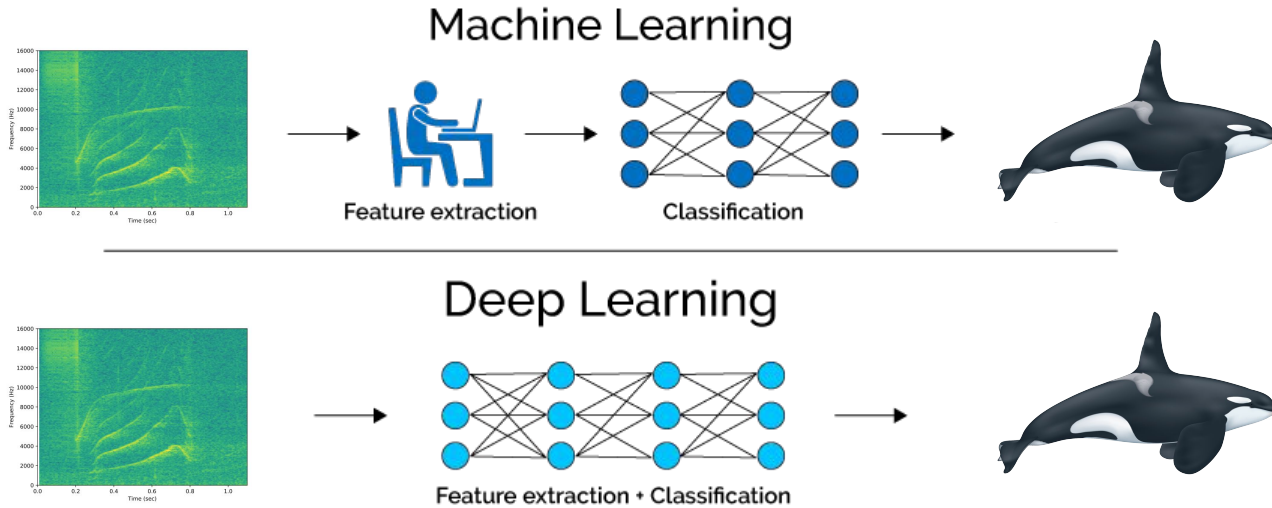 Machine Learning
16000
14000
12000
10000
8000
6000
4000
2000
0
Frequency (Hz)
0.0 0.2 0.4 0.6 0.8 1.0
Time (sec)
Feature extraction
Classification
Deep Learning
16000
14000
12000
10000
8000
6000
4000
2000
0
Frequency (Hz)
0.0 0.2 0.4 0.6 0.8 1.0
Time (sec)
Feature extraction + Classification